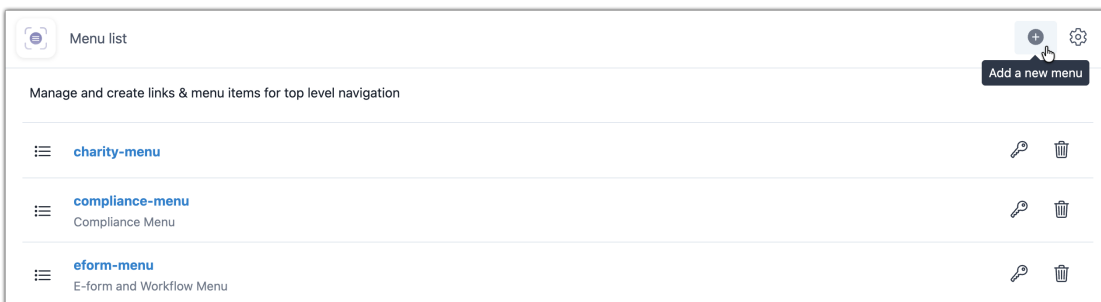 Menu list
Add a new menu
Manage and create links & menu items for top level navigation
charity-menu
compliance-menu
Compliance Menu
eform-menu
E-form and Workflow Menu